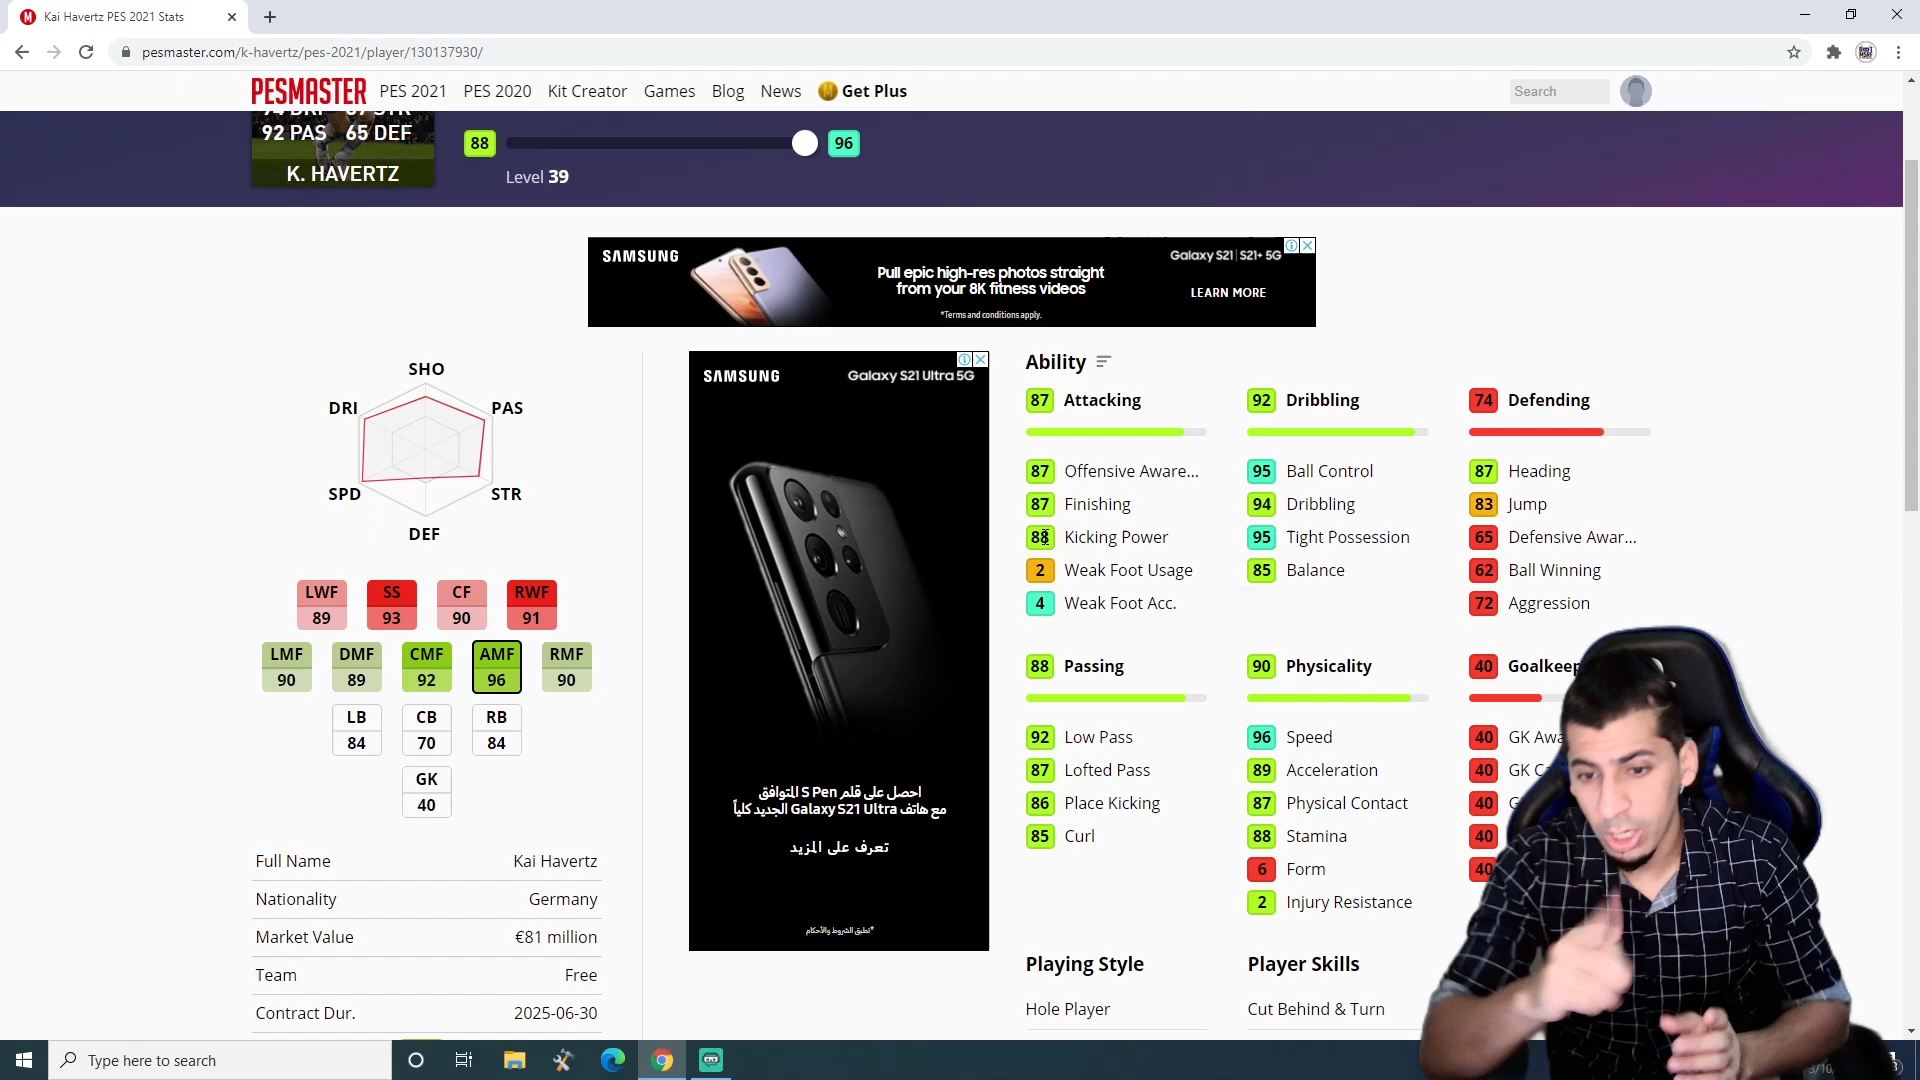 Kai Havertz PES 2021 Stats
pesmaster.com/k-havertz/pes-2021/player/130137930/
PESMASTER PES 2021 PES 2020 Kit Creator Games Blog News Get Plus Search
92 PAS 65 DEF
K. HAVERTZ
88 96
Level 39
SAMSUNG
Pull epic high-res photos straight
from your 8K fitness videos
*Terms and conditions apply.
Galaxy S21 | S21+ 5G
LEARN MORE
SHO
DRI PAS
SPD STR
DEF
LWF SS CF RWF
89 93 90 91
LMF DMF CMF AMF RMF
90 89 92 96 90
LB CB RB
84 70 84
GK
40
Full Name Kai Havertz
Nationality Germany
Market Value €81 million
Team Free
Contract Dur. 2025-06-30
SAMSUNG Galaxy S21 Ultra 5G
احصل على قلم S Pen المتوافق
مع هاتف Galaxy S21 Ultra الجديد كلياً
تعرف على المزيد
*تطبق الشروط والأحكام
Ability
87 Attacking
87 Offensive Aware...
87 Finishing
88 Kicking Power
2 Weak Foot Usage
4 Weak Foot Acc.
92 Dribbling
95 Ball Control
94 Dribbling
95 Tight Possession
85 Balance
74 Defending
87 Heading
83 Jump
65 Defensive Awar...
62 Ball Winning
72 Aggression
88 Passing
92 Low Pass
87 Lofted Pass
86 Place Kicking
85 Curl
90 Physicality
96 Speed
89 Acceleration
87 Physical Contact
88 Stamina
6 Form
2 Injury Resistance
40
40 GK
40 GK
40
40
40
Playing Style
Hole Player
Player Skills
Cut Behind & Turn
Type here to search